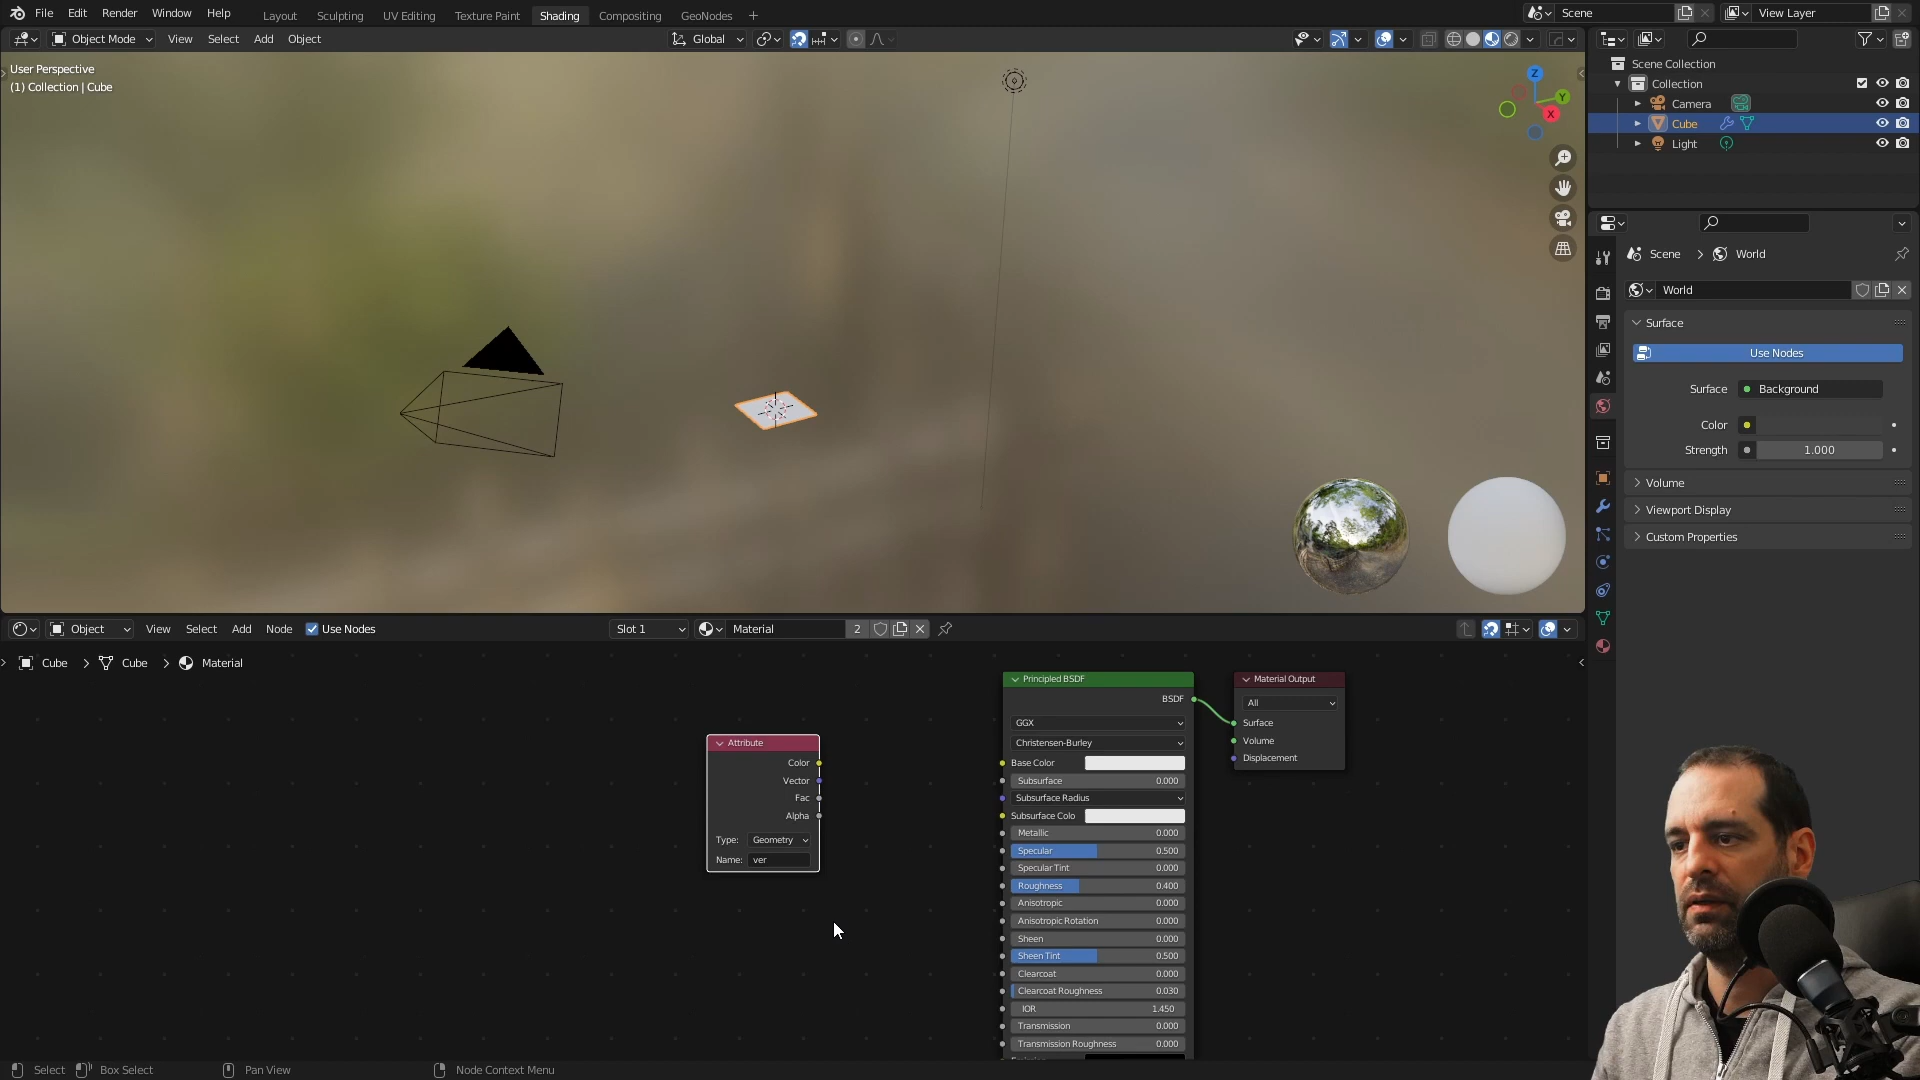 File Edit Render Window Help
Layout Sculpting UV Editing Texture Paint Shading Compositing GeoNodes +
Scene View Layer
Object Mode View Select Add Object
Global
User Perspective
(1) Collection | Cube
Z
Y
X
Scene Collection
Collection
Camera
Cube
Light
Scene > World
World
Surface
Use Nodes
Surface Background
Color
Strength 1.000
Volume
Viewport Display
Custom Properties
Object View Select Add Node Use Nodes
Slot 1 Material 2
Cube > Cube > Material
Attribute
Color
Vector
Fac
Alpha
Type: Geometry
Name: ver
Principled BSDF
BSDF
GGX
Christensen-Burley
Base Color
Subsurface 0.000
Subsurface Radius
Subsurface Colo
Metallic 0.000
Specular 0.500
Specular Tint 0.000
Roughness 0.400
Anisotropic 0.000
Anisotropic Rotation 0.000
Sheen 0.000
Sheen Tint 0.500
Clearcoat 0.000
Clearcoat Roughness 0.030
IOR 1.450
Transmission 0.000
Transmission Roughness 0.000
Material Output
All
Surface
Volume
Displacement
Select Box Select Pan View Node Context Menu